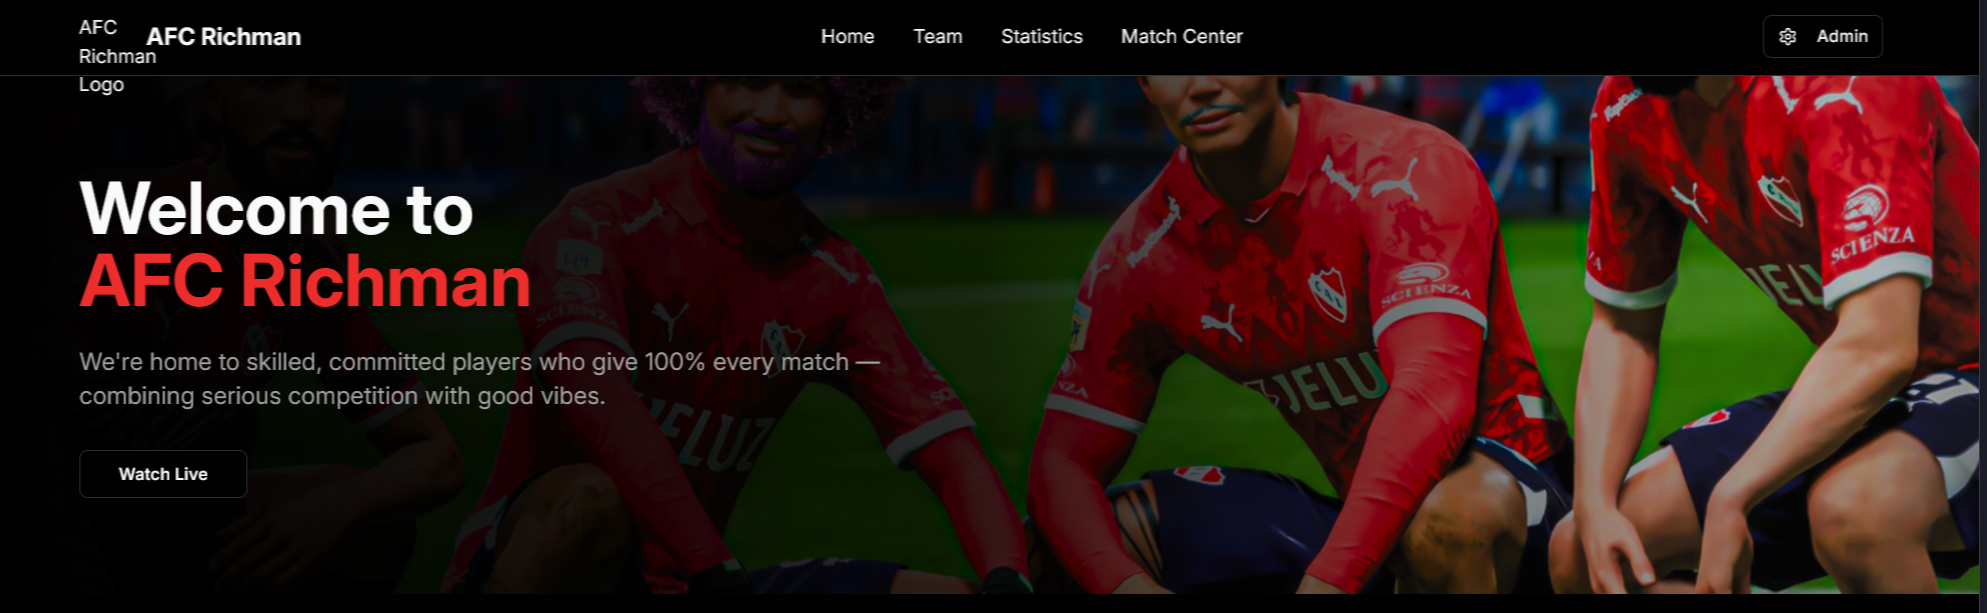 AFC
Richman
Logo
AFC Richman
Home
Team
Statistics
Match Center
Admin
Welcome to
AFC Richman
We're home to skilled, committed players who give 100% every match —
combining serious competition with good vibes.
Watch Live
SCIENZA
JELUZ
SCIENZA
JELU
SCIENZA
JELU